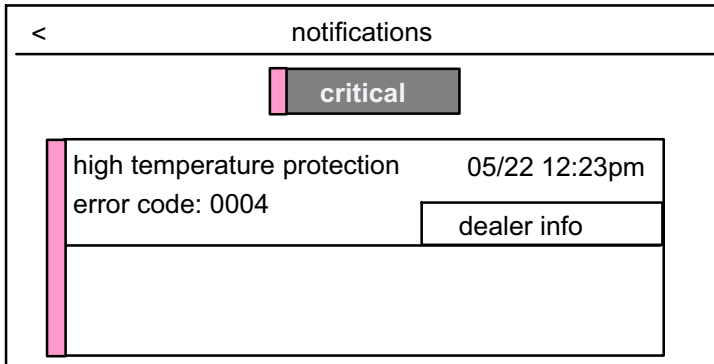 < notifications
critical
high temperature protection 05/22 12:23pm
error code: 0004
dealer info